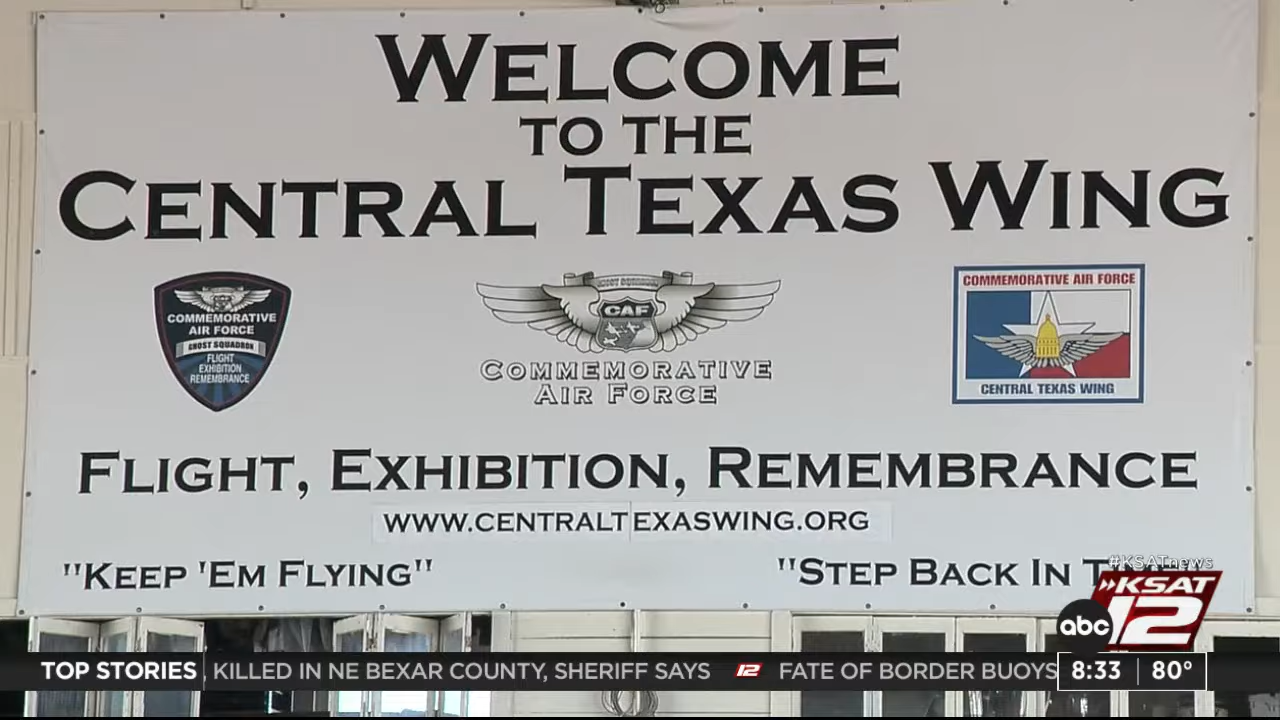 WELCOME
TO THE
CENTRAL TEXAS WING
COMMEMORATIVE
AIR FORCE
GHOST SQUADRON
FLIGHT
EXHIBITION
REMEMBRANCE
GHOST SQUADRON
CAF
COMMEMORATIVE
AIR FORCE
COMMEMORATIVE AIR FORCE
CENTRAL TEXAS WING
FLIGHT, EXHIBITION, REMEMBRANCE
WWW.CENTRALTEXASWING.ORG
"KEEP 'EM FLYING"
"STEP BACK IN TIME"
#KSATnews
KSAT
12
abc
TOP STORIES , KILLED IN NE BEXAR COUNTY, SHERIFF SAYS 12 FATE OF BORDER BUOYS 8:33 80°